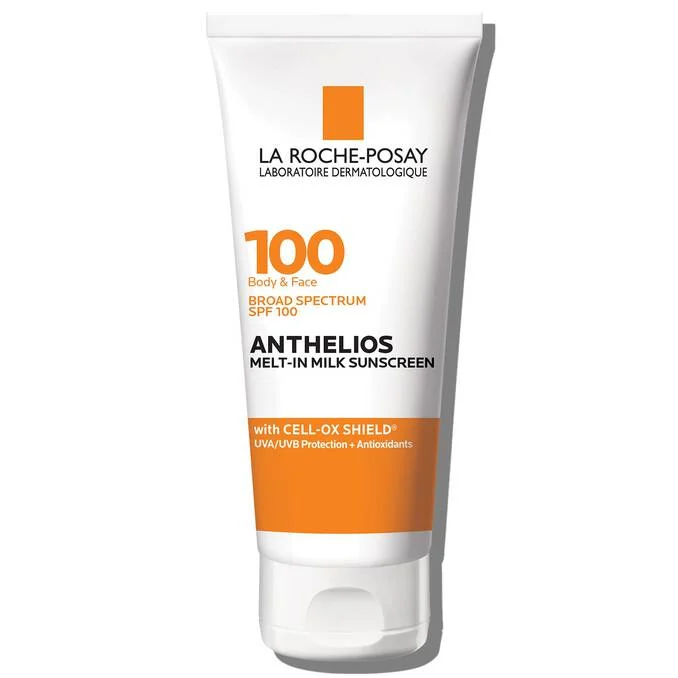 LA ROCHE-POSAY
LABORATOIRE DERMATOLOGIQUE
100
Body & Face
BROAD SPECTRUM
SPF 100
ANTHELIOS
MELT-IN MILK SUNSCREEN
with CELL-OX SHIELD®
UVA/UVB Protection + Antioxidants